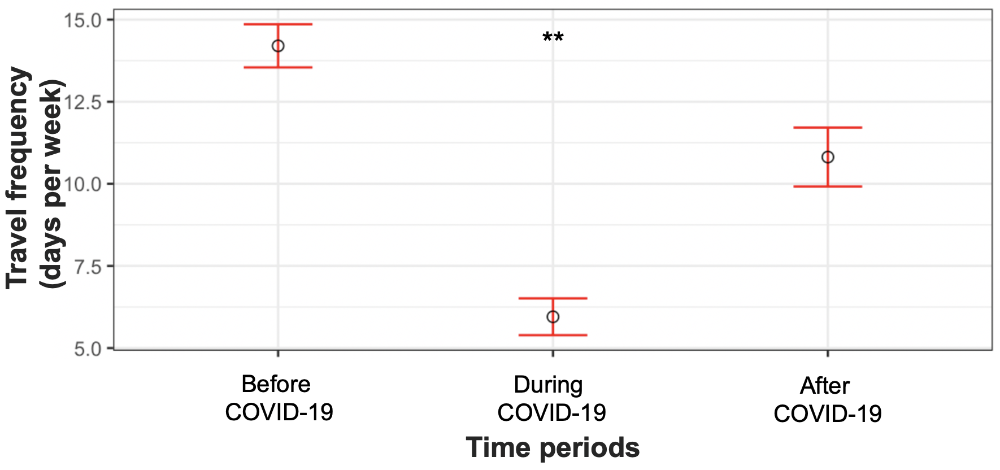 Travel frequency
(days per week)
15.0
12.5
10.0
7.5
5.0
**
Before
COVID-19
During
COVID-19
After
COVID-19
Time periods